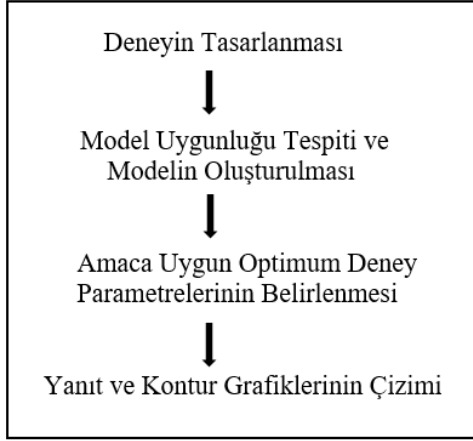 Deneyin Tasarlanması
Model Uygunluğu Tespiti ve
Modelin Oluşturulması
Amaca Uygun Optimum Deney
Parametrelerinin Belirlenmesi
Yanıt ve Kontur Grafiklerinin Çizimi